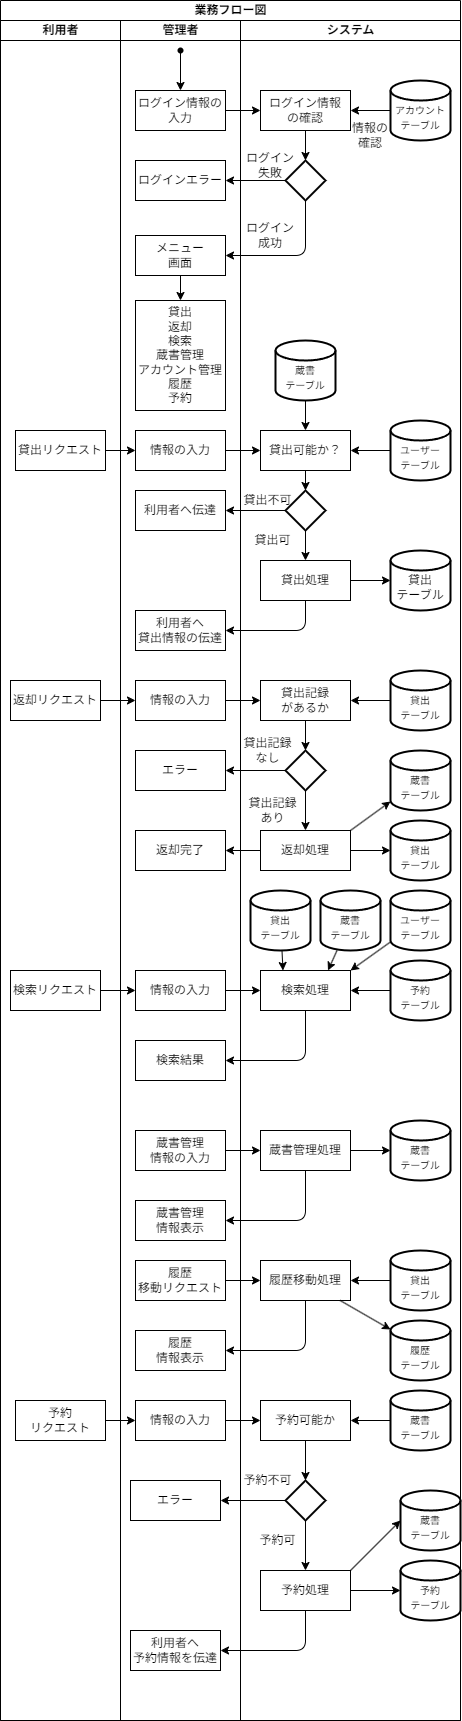 業務フロー図
利用者
管理者
システム
ログイン情報の
入力
ログイン情報
の確認
アカウント
テーブル
情報の
確認
ログイン
失敗
ログインエラー
ログイン
成功
メニュー
画面
貸出
返却
検索
蔵書管理
アカウント管理
履歴
予約
蔵書
テーブル
貸出リクエスト
情報の入力
貸出可能か？
ユーザー
テーブル
貸出不可
利用者へ伝達
貸出可
貸出処理
貸出
テーブル
利用者へ
貸出情報の伝達
返却リクエスト
情報の入力
貸出記録
があるか
貸出
テーブル
貸出記録
なし
エラー
蔵書
テーブル
貸出記録
あり
返却完了
返却処理
貸出
テーブル
貸出
テーブル
蔵書
テーブル
ユーザー
テーブル
検索リクエスト
情報の入力
検索処理
予約
テーブル
検索結果
蔵書管理
情報の入力
蔵書管理処理
蔵書
テーブル
蔵書管理
情報表示
履歴
移動リクエスト
履歴移動処理
貸出
テーブル
履歴
情報表示
履歴
テーブル
予約
リクエスト
情報の入力
予約可能か
蔵書
テーブル
予約不可
エラー
蔵書
テーブル
予約可
予約処理
予約
テーブル
利用者へ
予約情報を伝達